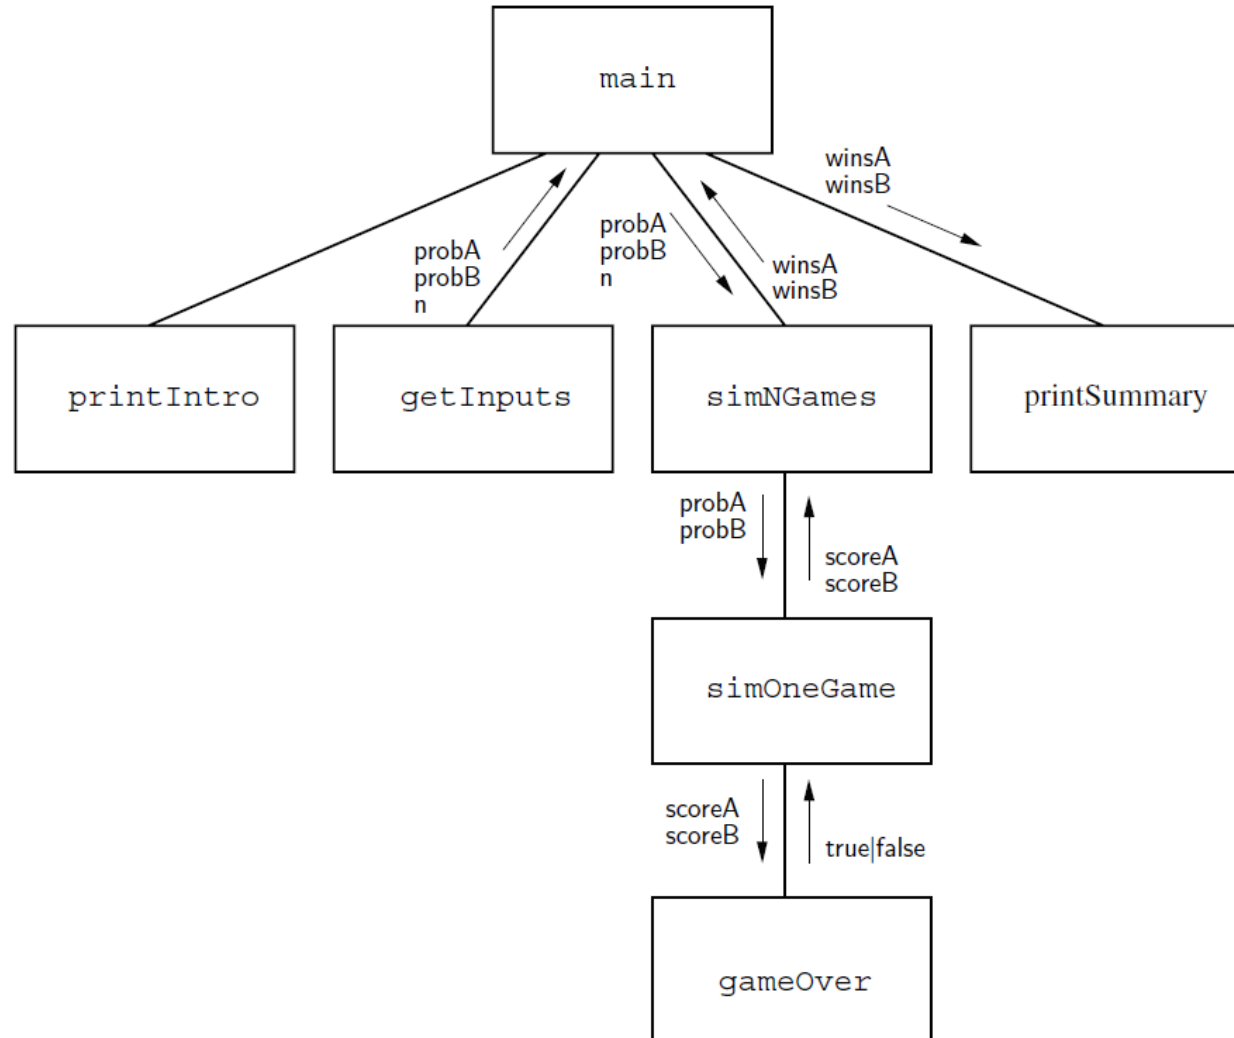 main
winsA
winsB
probA
probB
n
probA
probB
n
winsA
winsB
printIntro
getInputs
simNGames
printSummary
probA
probB
scoreA
scoreB
simOneGame
scoreA
scoreB
true|false
gameOver